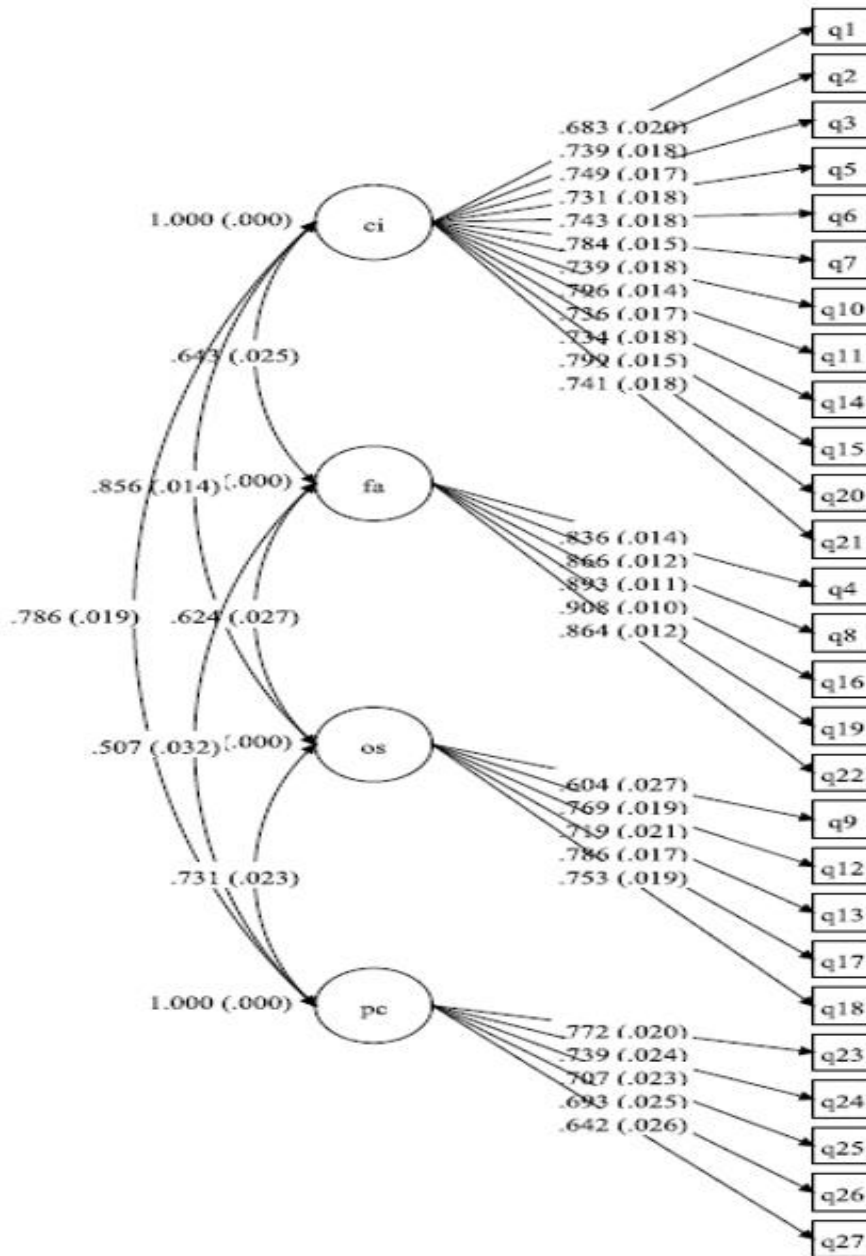 q1
q2
q3
q5
q6
q7
q10
q11
q14
q15
q20
q21
q4
q8
q16
q19
q22
q9
q12
q13
q17
q18
q23
q24
q25
q26
q27
.683 (.020)
.739 (.018)
.749 (.017)
.731 (.018)
.743 (.018)
.784 (.015)
.739 (.018)
.796 (.014)
.736 (.017)
.734 (.018)
.799 (.015)
.741 (.018)
1.000 (.000)
ci
.643 (.025)
.856 (.014)
(.000)
fa
.836 (.014)
.866 (.012)
.893 (.011)
.908 (.010)
.864 (.012)
.786 (.019)
.624 (.027)
.507 (.032)
(.000)
os
.604 (.027)
.769 (.019)
.719 (.021)
.786 (.017)
.753 (.019)
.731 (.023)
1.000 (.000)
pc
.772 (.020)
.739 (.024)
.707 (.023)
.693 (.025)
.642 (.026)